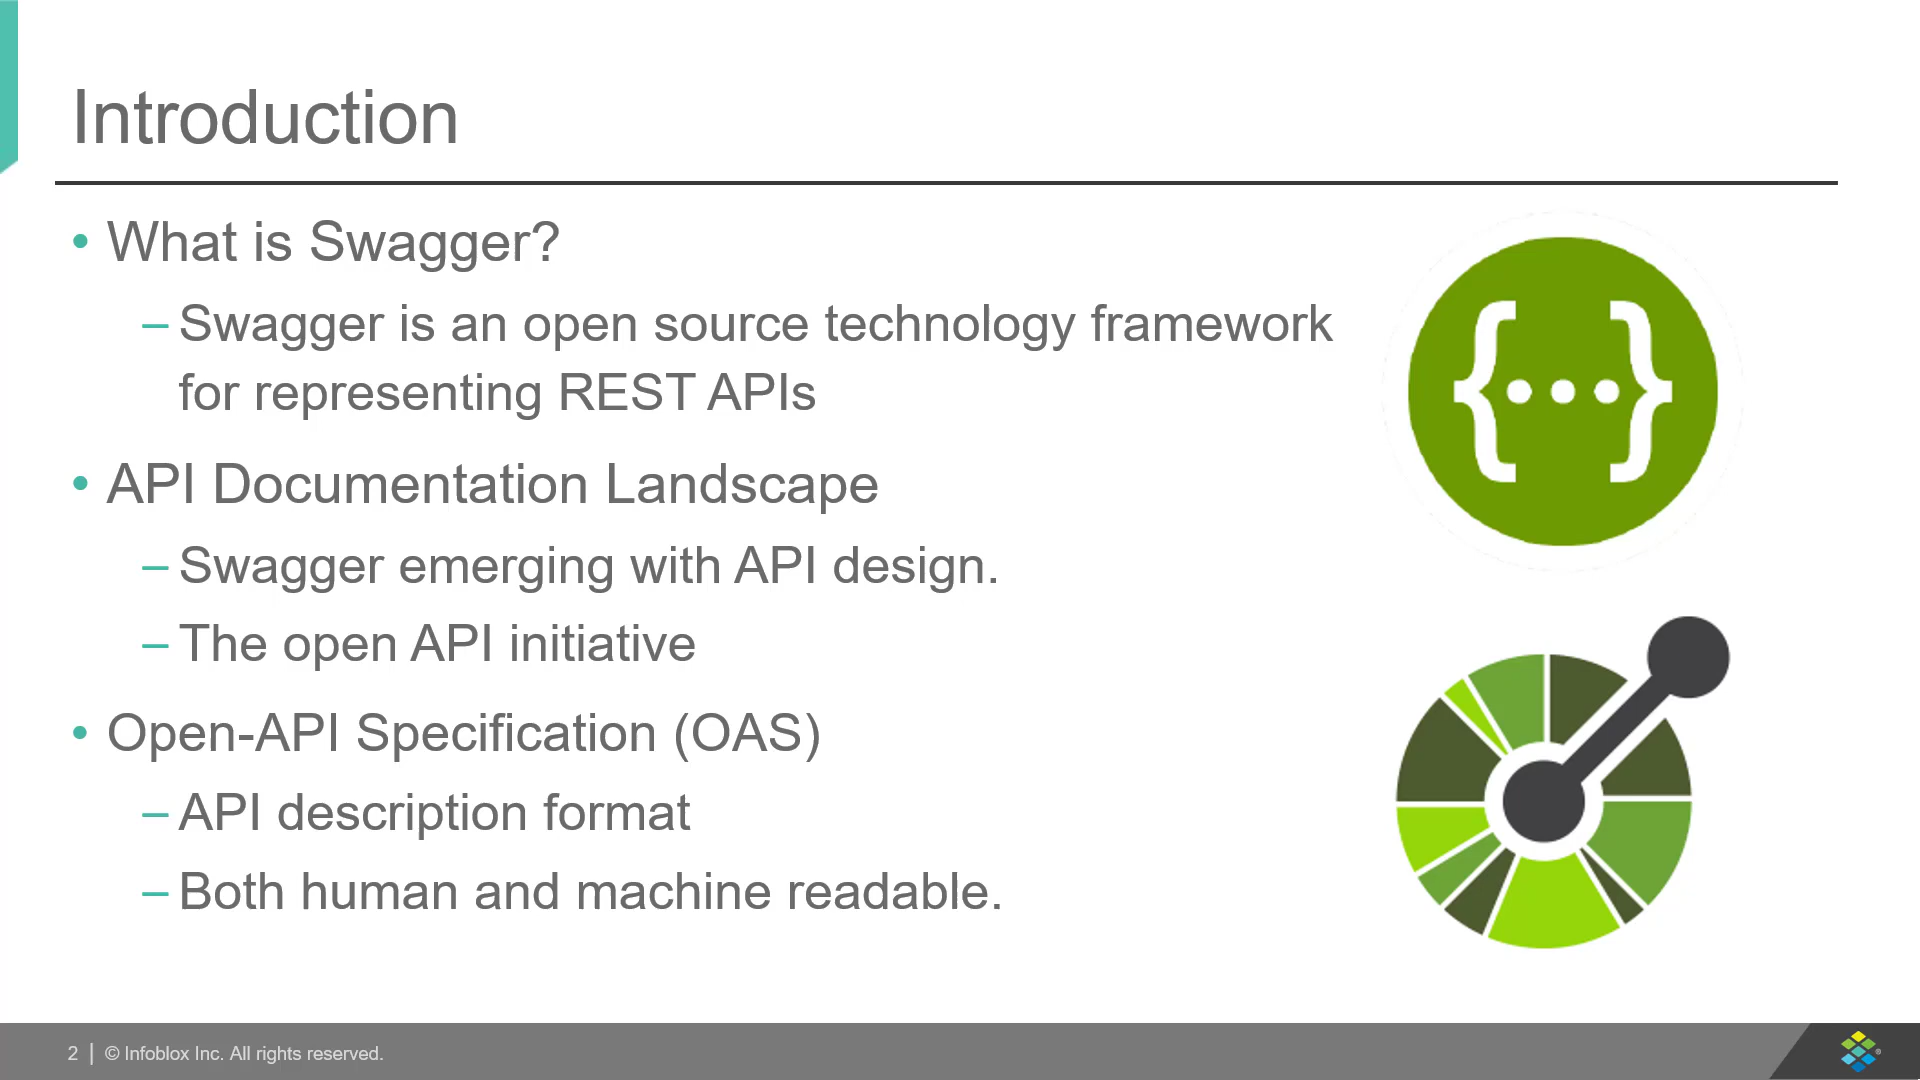 Introduction
• What is Swagger?
– Swagger is an open source technology framework
for representing REST APIs
• API Documentation Landscape
– Swagger emerging with API design.
– The open API initiative
• Open-API Specification (OAS)
– API description format
– Both human and machine readable.
{...}
2 | © Infoblox Inc. All rights reserved.
®